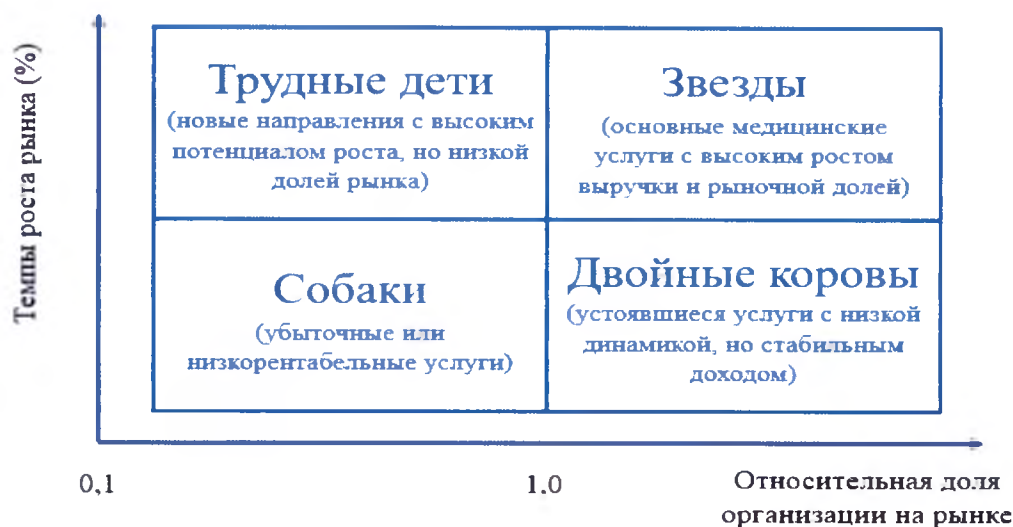 Темпы роста рынка (%)
Трудные дети
(новые направления с высоким
потенциалом роста, но низкой
долей рынка)
Звезды
(основные медицинские
услуги с высоким ростом
выручки и рыночной долей)
Собаки
(убыточные или
низкорентабельные услуги)
Двойные коровы
(устоявшиеся услуги с низкой
динамикой, но стабильным
доходом)
0,1
1.0
Относительная доля
организации на рынке